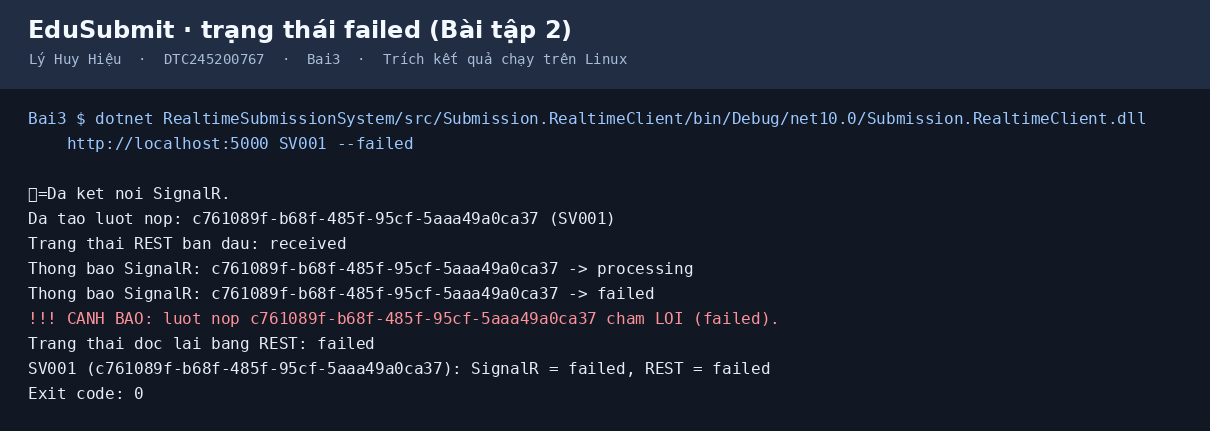 EduSubmit · trạng thái failed (Bài tập 2)
Lý Huy Hiệu · DTC245200767 · Bai3 · Trích kết quả chạy trên Linux
Bai3 $ dotnet RealtimeSubmissionSystem/src/Submission.RealtimeClient/bin/Debug/net10.0/Submission.RealtimeClient.dll
http://localhost:5000 SV001 --failed
=Da ket noi SignalR.
Da tao luot nop: c761089f-b68f-485f-95cf-5aaa49a0ca37 (SV001)
Trang thai REST ban dau: received
Thong bao SignalR: c761089f-b68f-485f-95cf-5aaa49a0ca37 -> processing
Thong bao SignalR: c761089f-b68f-485f-95cf-5aaa49a0ca37 -> failed
!!! CANH BAO: luot nop c761089f-b68f-485f-95cf-5aaa49a0ca37 cham LOI (failed).
Trang thai doc lai bang REST: failed
SV001 (c761089f-b68f-485f-95cf-5aaa49a0ca37): SignalR = failed, REST = failed
Exit code: 0